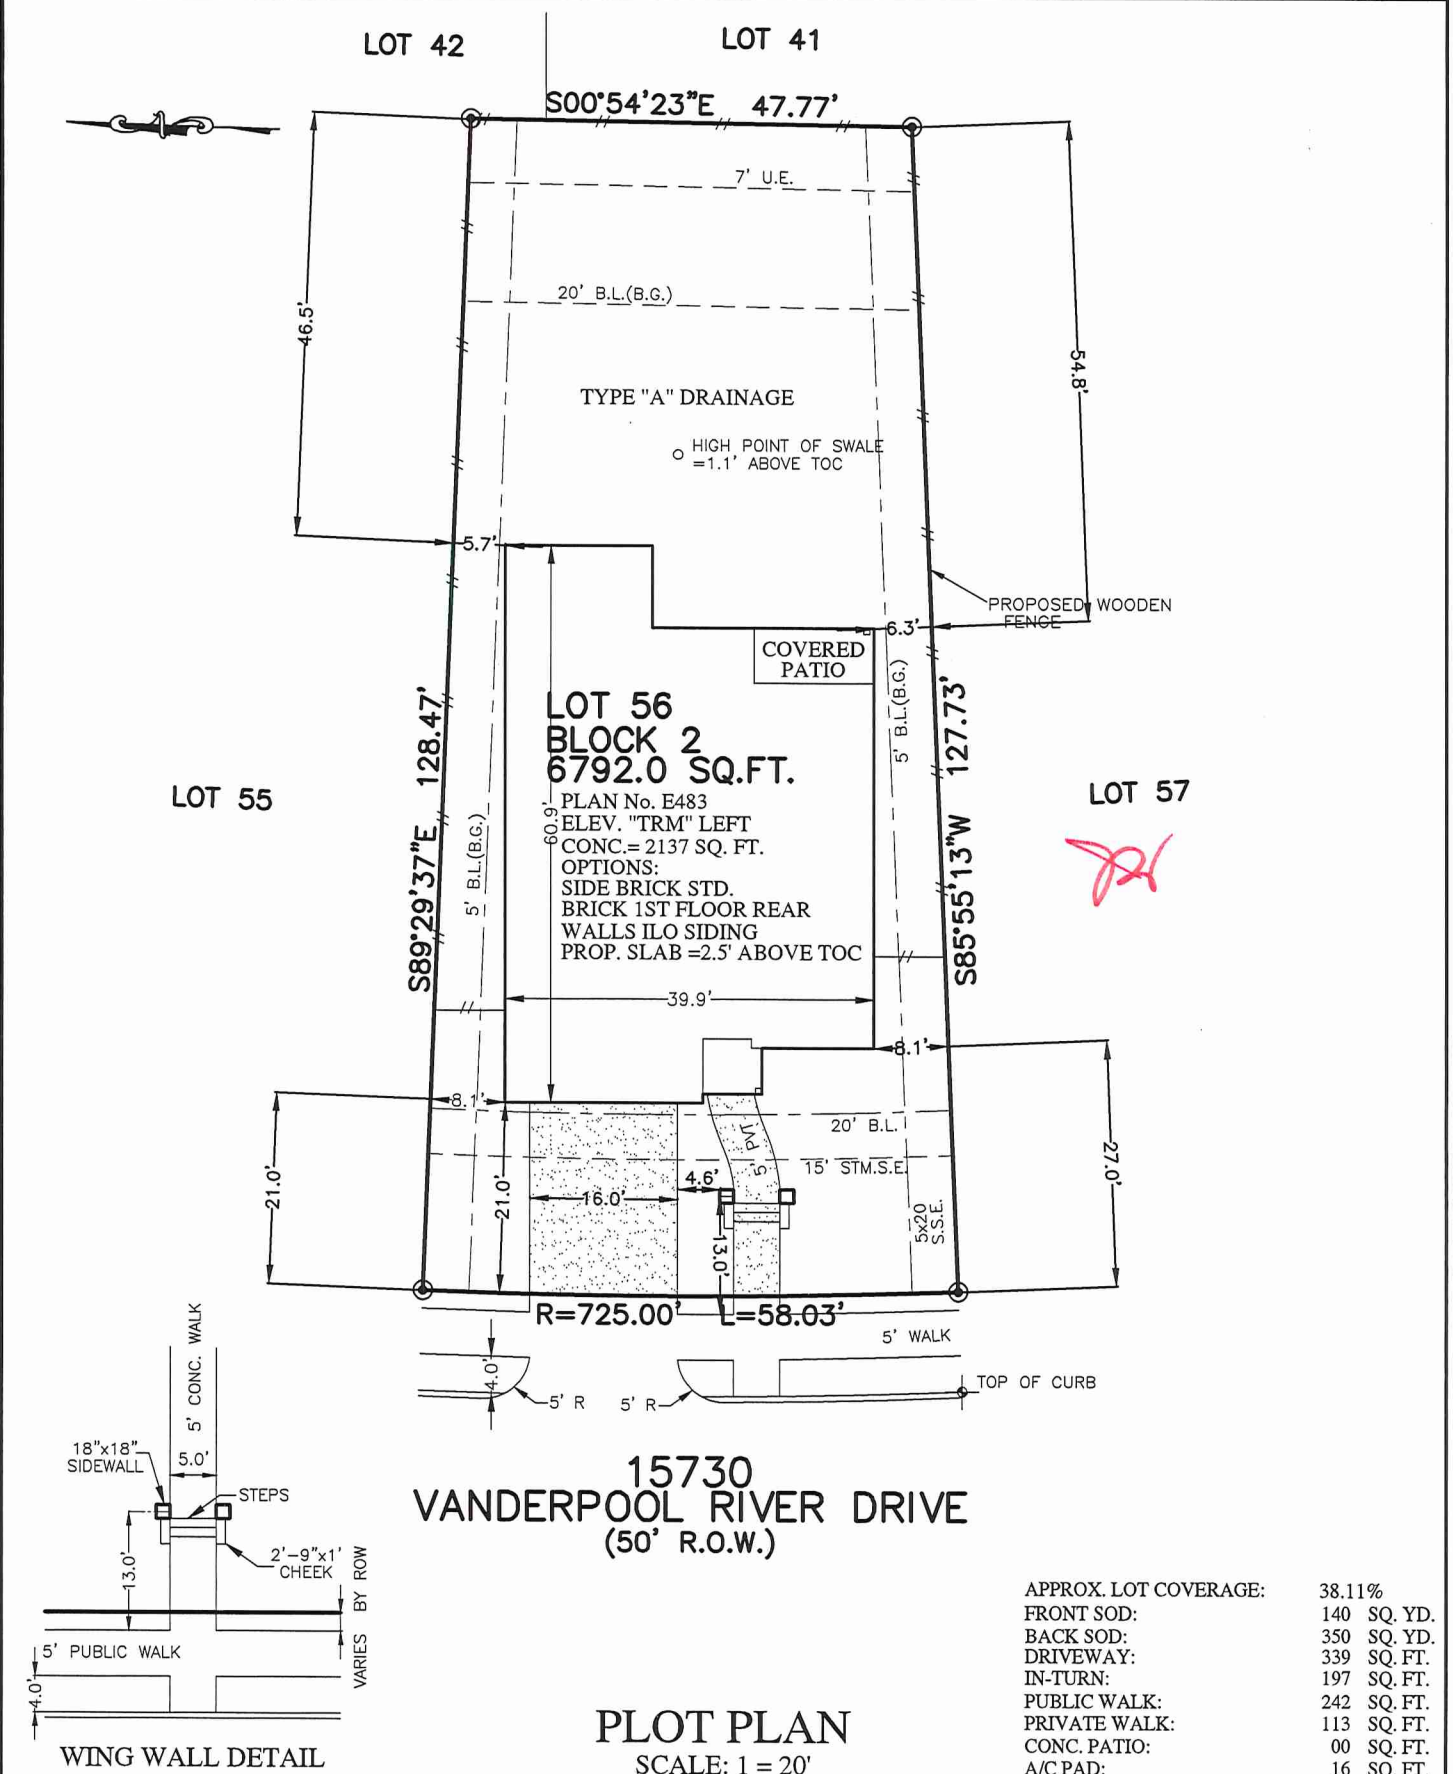 LOT 42
LOT 41
S00°54'23"E 47.77'
7' U.E.
20' B.L.(B.G.)
46.5'
54.8'
TYPE "A" DRAINAGE
HIGH POINT OF SWALE
=1.1' ABOVE TOC
5.7'
PROPOSED WOODEN
FENCE
6.3'
COVERED
PATIO
5' B.L.(B.G.)
LOT 56
BLOCK 2
6792.0 SQ.FT.
S89°29'37"E 128.47'
S85°55'13"W 127.73'
LOT 55
LOT 57
60.9'
PLAN No. E483
ELEV. "TRM" LEFT
CONC.= 2137 SQ. FT.
OPTIONS:
SIDE BRICK STD.
BRICK 1ST FLOOR REAR
WALLS ILO SIDING
PROP. SLAB =2.5' ABOVE TOC
5' B.L.(B.G.)
39.9'
8.1'
8.1'
20' B.L.
5' PVT
15' STM.S.E.
21.0'
21.0'
16.0'
4.6'
13.0'
5x20
S.S.E.
27.0'
R=725.00' L=58.03'
5' WALK
4.0'
5' R
5' R
TOP OF CURB
15730
VANDERPOOL RIVER DRIVE
(50' R.O.W.)
5' CONC. WALK
18"x18"
SIDEWALL
5.0'
STEPS
2'-9"x1'
CHEEK
13.0'
VARIES BY ROW
5' PUBLIC WALK
4.0'
WING WALL DETAIL
PLOT PLAN
SCALE: 1 = 20'
APPROX. LOT COVERAGE: 38.11%
FRONT SOD: 140 SQ. YD.
BACK SOD: 350 SQ. YD.
DRIVEWAY: 339 SQ. FT.
IN-TURN: 197 SQ. FT.
PUBLIC WALK: 242 SQ. FT.
PRIVATE WALK: 113 SQ. FT.
CONC. PATIO: 00 SQ. FT.
A/C PAD: 16 SQ. FT.